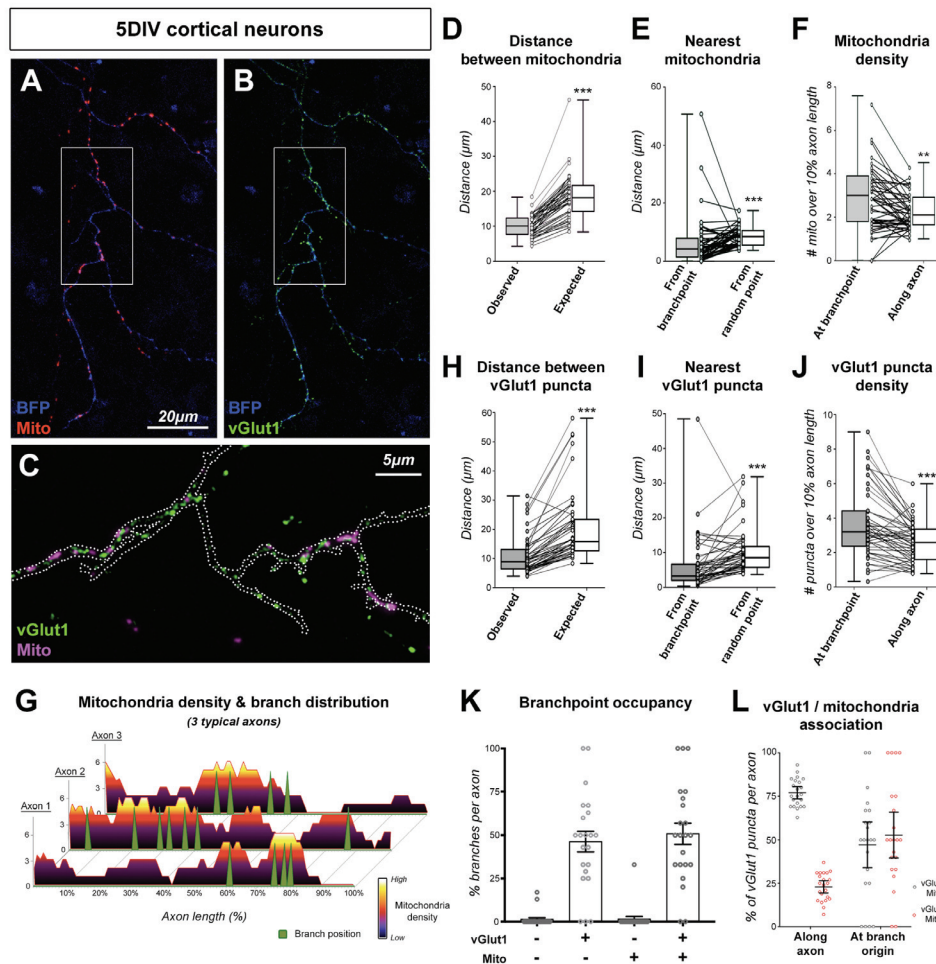 5DIV cortical neurons
A
B
BFP
Mito
20µm
BFP
vGlut1
C
5µm
vGlut1
Mito
D
Distance
between mitochondria
***
Distance (µm)
50
40
30
20
10
0
Observed
Expected
E
Nearest
mitochondria
***
Distance (µm)
60
40
20
0
From
branchpoint
From
random point
F
Mitochondria
density
**
# mito over 10% axon length
8
6
4
2
0
At branchpoint
Along axon
H
Distance between
vGlut1 puncta
***
Distance (µm)
60
50
40
30
20
10
0
Observed
Expected
I
Nearest
vGlut1 puncta
***
Distance (µm)
50
40
30
20
10
0
From
branchpoint
From
random point
J
vGlut1 puncta
density
***
# puncta over 10% axon length
10
8
6
4
2
0
At branchpoint
Along axon
G
Mitochondria density & branch distribution
(3 typical axons)
Axon 3
Axon 2
Axon 1
6
3
0
6
3
0
6
3
0
10%
20%
30%
40%
50%
60%
70%
80%
90%
100%
Axon length (%)
Branch position
High
Mitochondria
density
Low
K
Branchpoint occupancy
% branches per axon
100
75
50
25
0
vGlut1 - + - +
Mito - - + +
L
vGlut1 / mitochondria
association
% of vGlut1 puncta per axon
100
75
50
25
0
Along
axon
At branch
origin